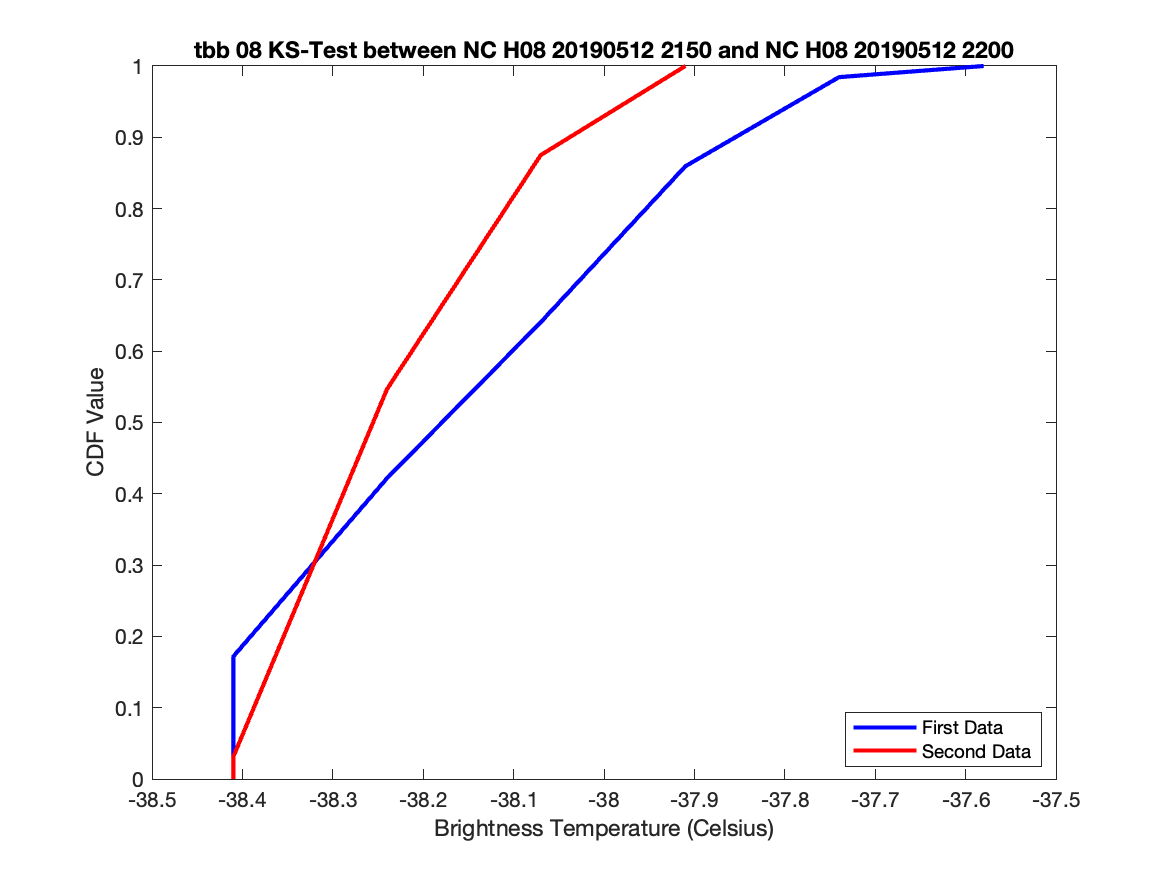 tbb 08 KS-Test between NC H08 20190512 2150 and NC H08 20190512 2200
1
0.9
0.8
0.7
0.6
0.5
0.4
0.3
0.2
0.1
0
CDF Value
First Data
Second Data
-38.5 -38.4 -38.3 -38.2 -38.1 -38 -37.9 -37.8 -37.7 -37.6 -37.5
Brightness Temperature (Celsius)